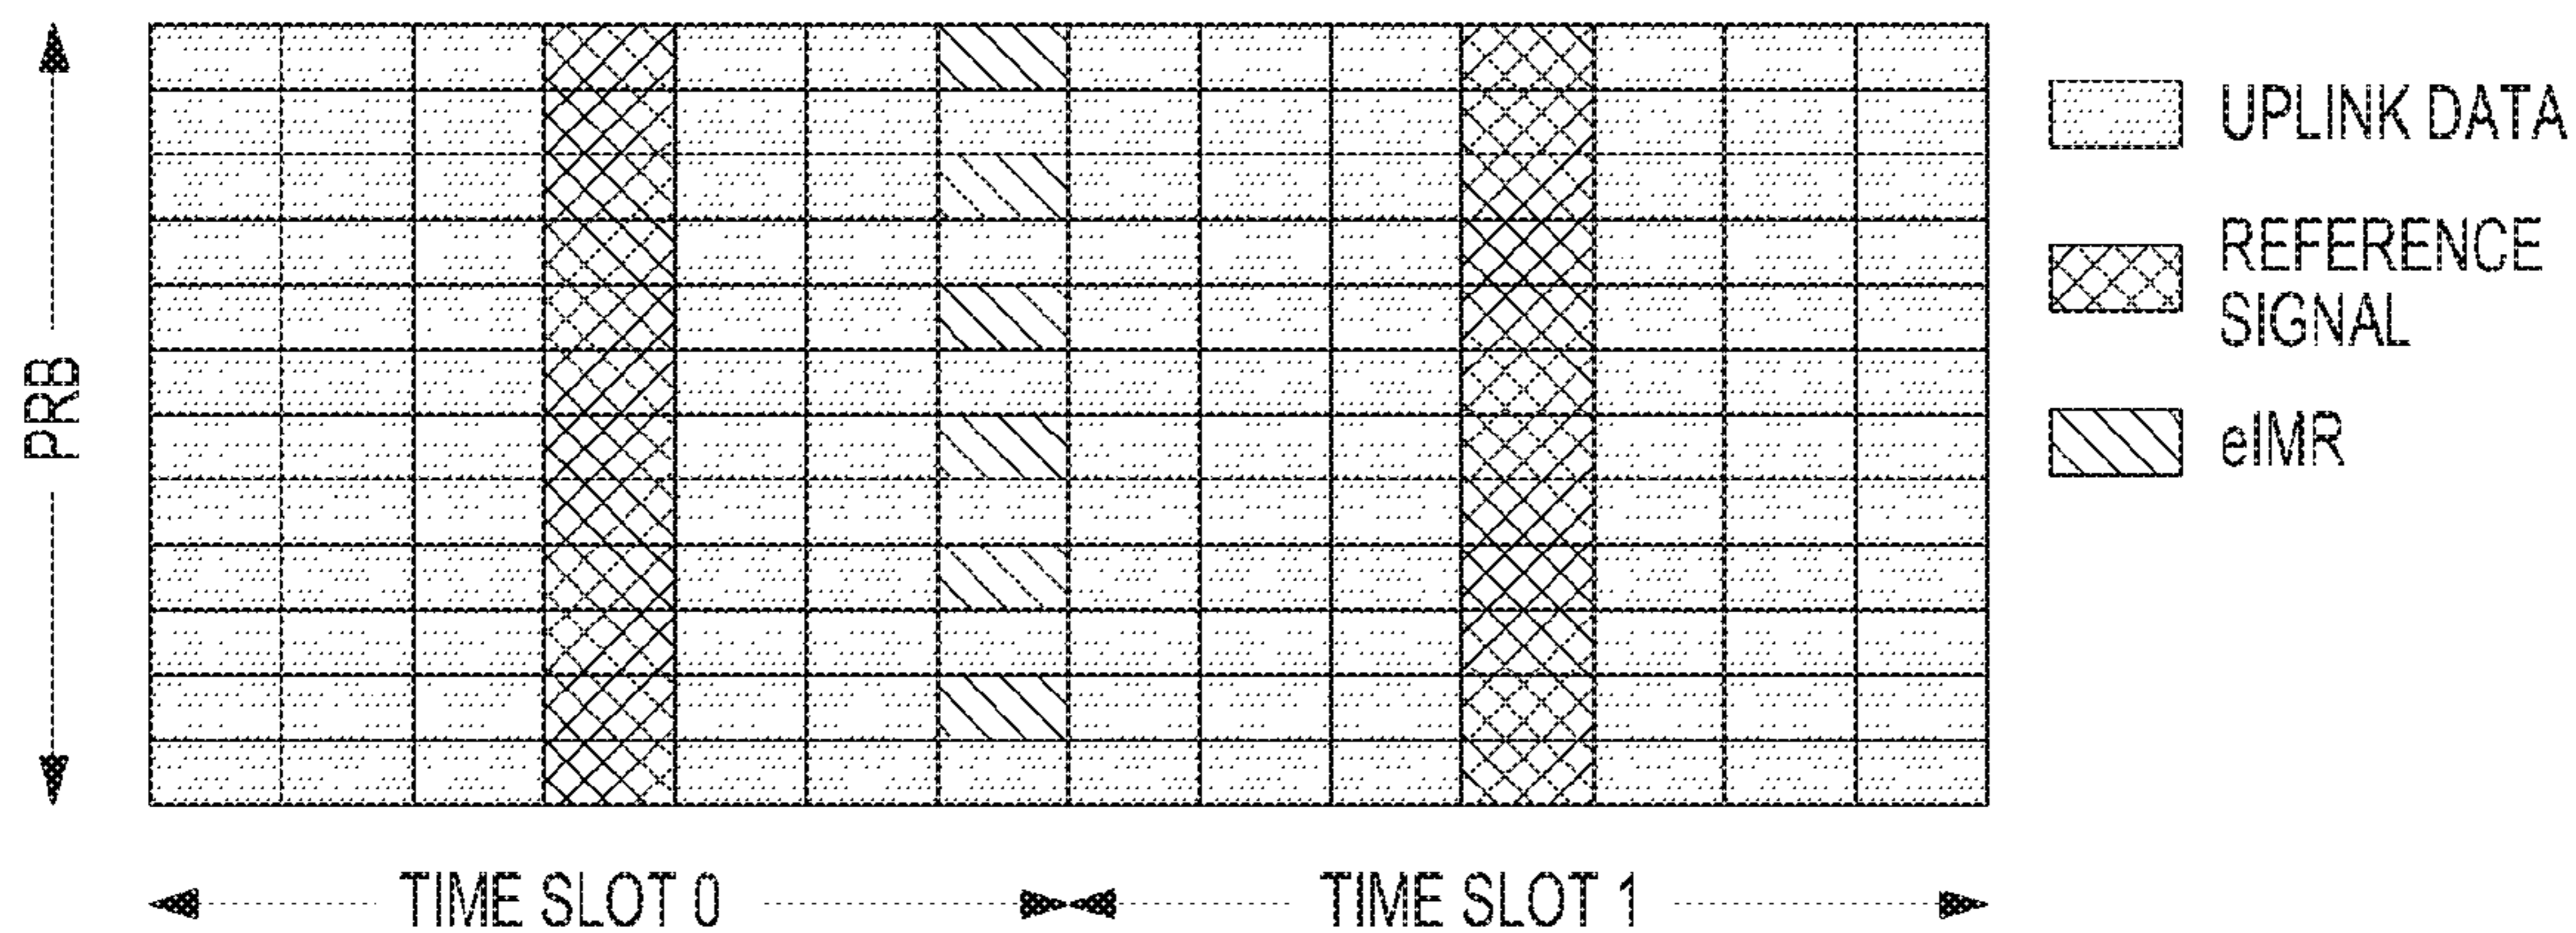 PRB
UPLINK DATA
REFERENCE
SIGNAL
eIMR
TIME SLOT 0
TIME SLOT 1